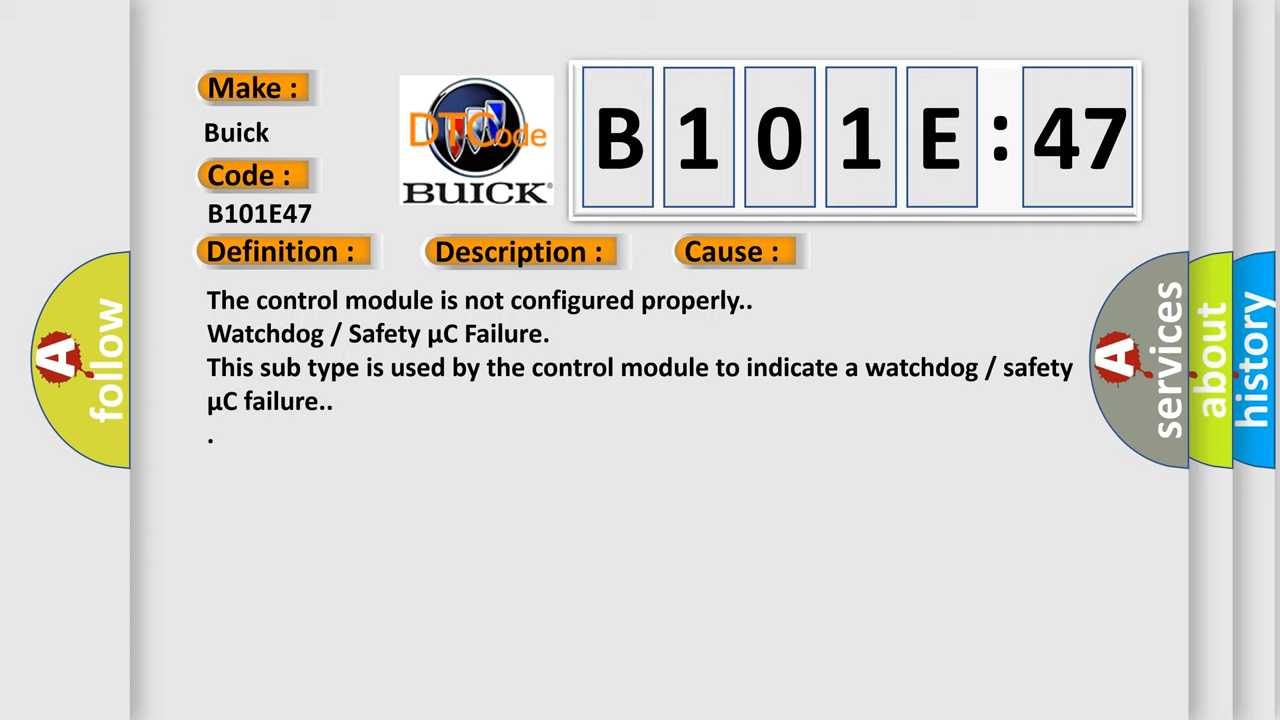 Make :
Buick
Code :
B101E47
DTCode
BUICK®
B 1 0 1 E : 47
Definition : Description : Cause :
The control module is not configured properly..
Watchdog / Safety µC Failure.
This sub type is used by the control module to indicate a watchdog / safety
µC failure..
.
A follow
A services
about
history